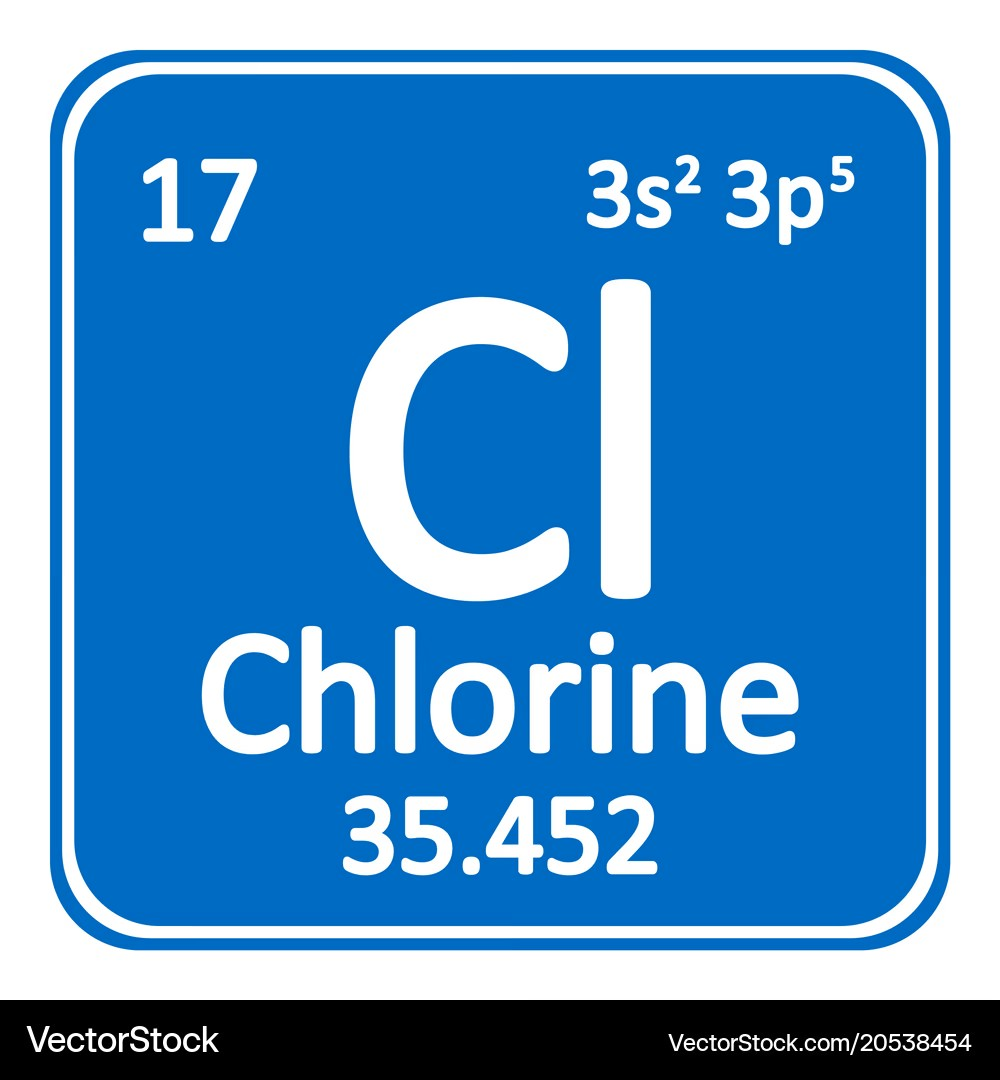 17 3s² 3p⁵
Cl
Chlorine
35.452
VectorStock VectorStock.com/20538454